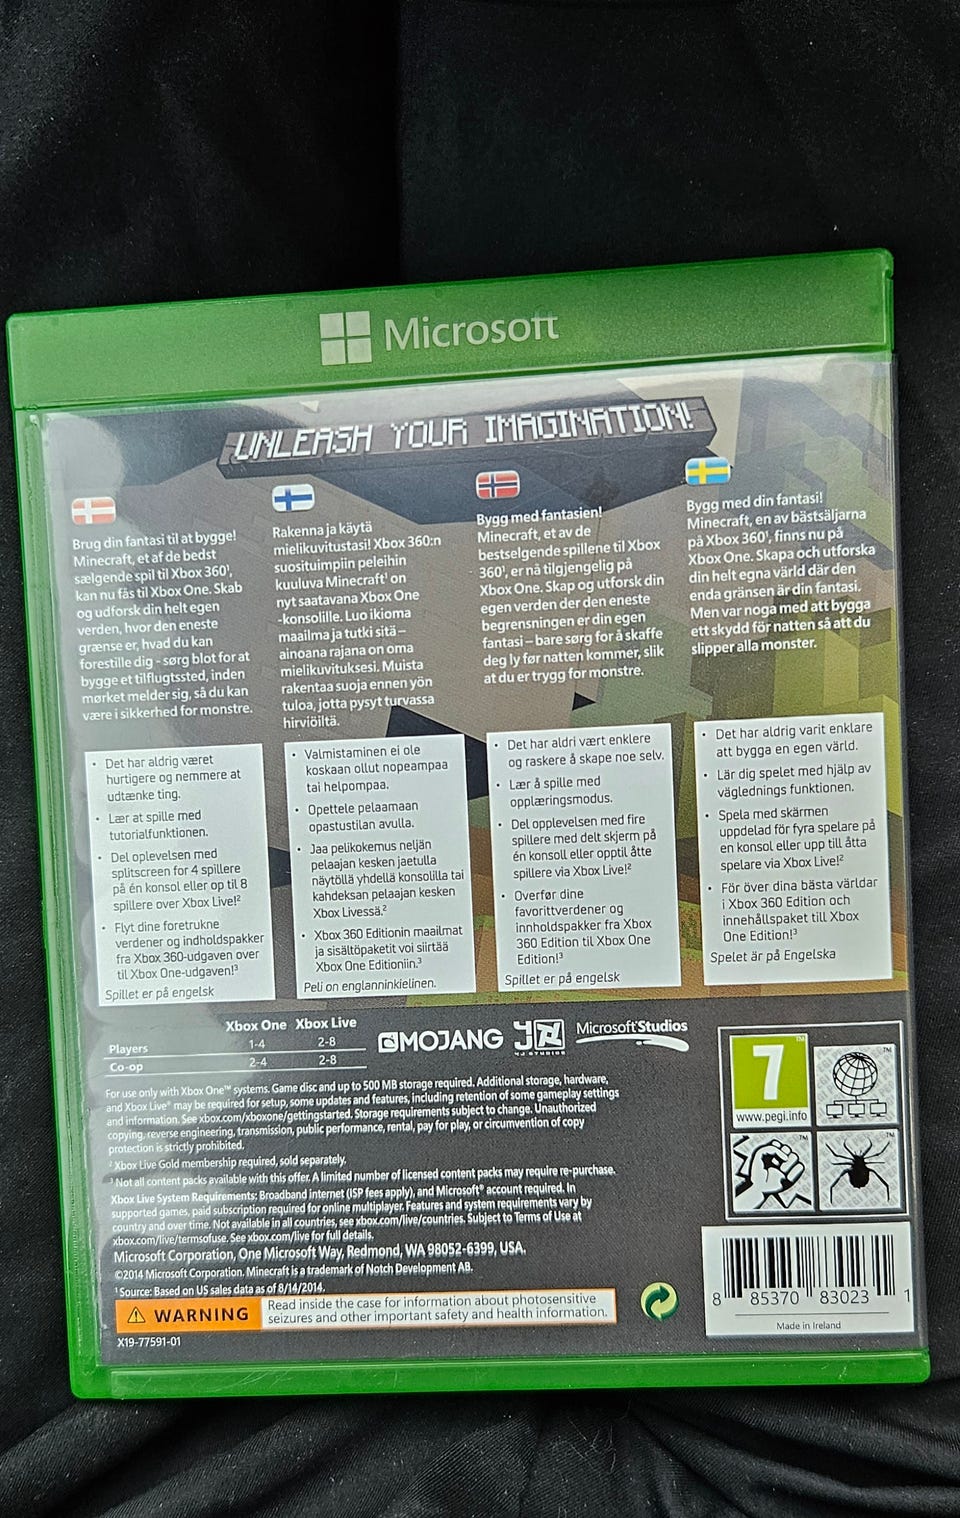 Microsoft
UNLEASH YOUR IMAGINATION!
Brug din fantasi til at bygge!
Minecraft, et af de bedst
sælgende spil til Xbox 360¹,
kan nu fås til Xbox One. Skab
og udforsk din helt egen
verden, hvor den eneste
grænse er, hvad du kan
forestille dig - sørg blot for at
bygge et tilflugtssted, inden
mørket melder sig, så du kan
være i sikkerhed for monstre.
Rakenna ja käytä
mielikuvitustasi! Xbox 360:n
suosituimpiin peleihin
kuuluva Minecraft¹ on
nyt saatavana Xbox One
-konsolille. Luo ikioma
maailma ja tutki sitä –
ainoana rajana on oma
mielikuvituksesi. Muista
rakentaa suoja ennen yön
tuloa, jotta pysyt turvassa
hirviöiltä.
Bygg med fantasien!
Minecraft, et av de
bestselgende spillene til Xbox
360¹, er nå tilgjengelig på
Xbox One. Skap og utforsk din
egen verden der den eneste
begrensningen er din egen
fantasi – bare sørg for å skaffe
deg ly før natten kommer, slik
at du er trygg for monstre.
Bygg med din fantasi!
Minecraft, en av bästsäljarna
på Xbox 360¹, finns nu på
Xbox One. Skapa och utforska
din helt egna värld där den
enda gränsen är din fantasi.
Men var noga med att bygga
ett skydd för natten så att du
slipper alla monster.
• Det har aldrig været
hurtigere og nemmere at
udtænke ting.
• Lær at spille med
tutorialfunktionen.
• Del oplevelsen med
splitscreen for 4 spillere
på én konsol eller op til 8
spillere over Xbox Live!²
• Flyt dine foretrukne
verdener og indholdspakker
fra Xbox 360-udgaven over
til Xbox One-udgaven!³
Spillet er på engelsk
• Valmistaminen ei ole
koskaan ollut nopeampaa
tai helpompaa.
• Opettele pelaamaan
opastustilan avulla.
• Jaa pelikokemus neljän
pelaajan kesken jaetulla
näytöllä yhdellä konsolilla tai
kahdeksan pelaajan kesken
Xbox Livessä.²
• Xbox 360 Editionin maailmat
ja sisältöpaketit voi siirtää
Xbox One Editioniin.³
Peli on englanninkielinen.
• Det har aldri vært enklere
og raskere å skape noe selv.
• Lær å spille med
opplæringsmodus.
• Del opplevelsen med fire
spillere med delt skjerm på
én konsoll eller opptil åtte
spillere via Xbox Live!²
• Overfør dine
favorittverdener og
innholdspakker fra Xbox
360 Edition til Xbox One
Edition!³
Spillet er på engelsk
• Det har aldrig varit enklare
att bygga en egen värld.
• Lär dig spelet med hjälp av
väglednings funktionen.
• Spela med skärmen
uppdelad för fyra spelare på
en konsol eller upp till åtta
spelare via Xbox Live!²
• För över dina bästa världar
i Xbox 360 Edition och
innehållspaket till Xbox
One Edition!³
Spelet är på Engelska
Xbox One Xbox Live
Players 1-4 2-8
Co-op 2-4 2-8
MOJANG
4J STUDIOS
Microsoft® Studios
For use only with Xbox One™ systems. Game disc and up to 500 MB storage required. Additional storage, hardware,
and Xbox Live® may be required for setup, some updates and features, including retention of some gameplay settings
and information. See xbox.com/xboxone/gettingstarted. Storage requirements subject to change. Unauthorized
copying, reverse engineering, transmission, public performance, rental, pay for play, or circumvention of copy
protection is strictly prohibited.
² Xbox Live Gold membership required, sold separately.
³ Not all content packs available with this offer. A limited number of licensed content packs may require re-purchase.
Xbox Live System Requirements: Broadband internet (ISP fees apply), and Microsoft® account required. In
supported games, paid subscription required for online multiplayer. Features and system requirements vary by
country and over time. Not available in all countries, see xbox.com/live/countries. Subject to Terms of Use at
xbox.com/live/termsofuse. See xbox.com/live for full details.
Microsoft Corporation, One Microsoft Way, Redmond, WA 98052-6399, USA.
©2014 Microsoft Corporation. Minecraft is a trademark of Notch Development AB.
¹ Source: Based on US sales data as of 8/14/2014.
WARNING
Read inside the case for information about photosensitive
seizures and other important safety and health information.
X19-77591-01
7
www.pegi.info
8 85370 83023 1
Made in Ireland